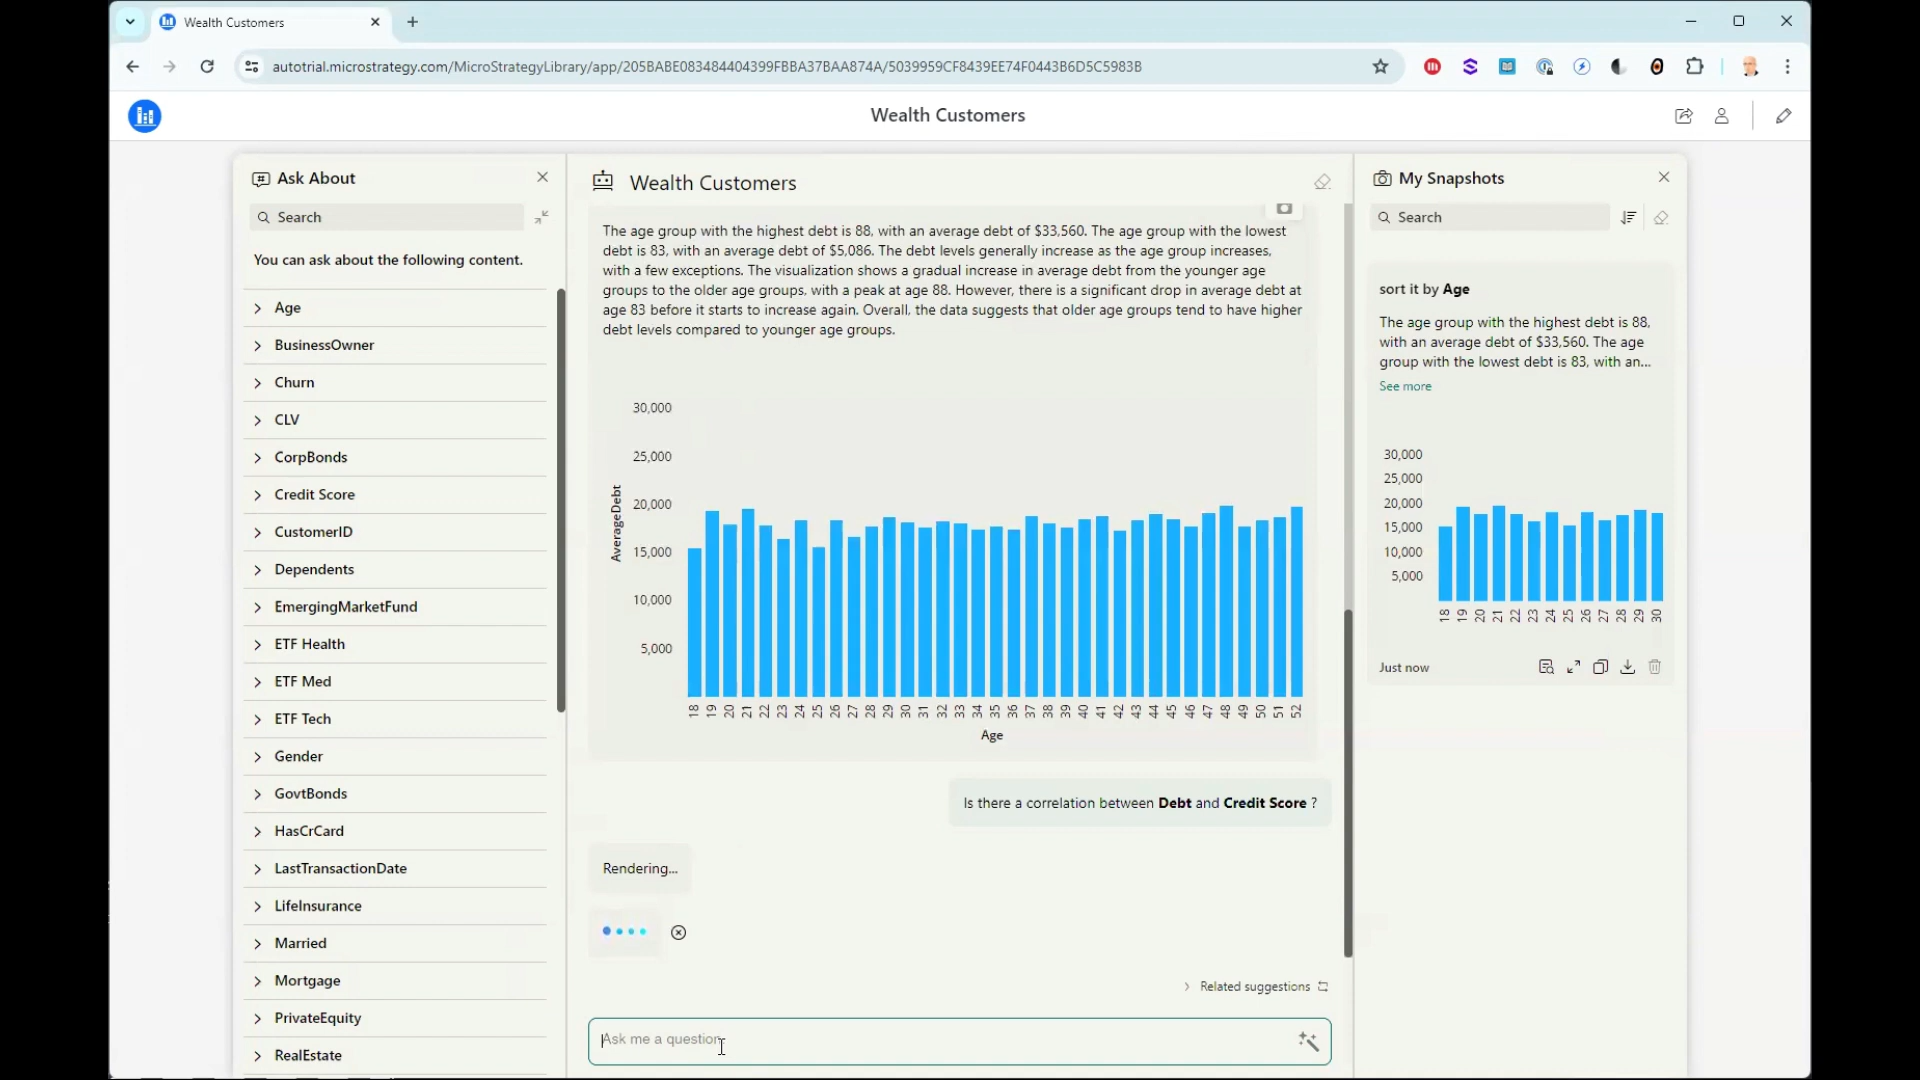 Wealth Customers
autotrial.microstrategy.com/MicroStrategyLibrary/app/205BABE083484404399FBBA37BAA874A/5039959CF8439EE74F0443B6D5C5983B
Wealth Customers
Ask About
Search
You can ask about the following content.
Age
BusinessOwner
Churn
CLV
CorpBonds
Credit Score
CustomerID
Dependents
EmergingMarketFund
ETF Health
ETF Med
ETF Tech
Gender
GovtBonds
HasCrCard
LastTransactionDate
LifeInsurance
Married
Mortgage
PrivateEquity
RealEstate
Wealth Customers
The age group with the highest debt is 88, with an average debt of $33,560. The age group with the lowest
debt is 83, with an average debt of $5,086. The debt levels generally increase as the age group increases,
with a few exceptions. The visualization shows a gradual increase in average debt from the younger age
groups to the older age groups, with a peak at age 88. However, there is a significant drop in average debt at
age 83 before it starts to increase again. Overall, the data suggests that older age groups tend to have higher
debt levels compared to younger age groups.
30,000
25,000
20,000
15,000
10,000
5,000
AverageDebt
18 19 20 21 22 23 24 25 26 27 28 29 30 31 32 33 34 35 36 37 38 39 40 41 42 43 44 45 46 47 48 49 50 51 52
Age
Is there a correlation between Debt and Credit Score ?
Rendering...
Related suggestions
Ask me a question
My Snapshots
Search
sort it by Age
The age group with the highest debt is 88,
with an average debt of $33,560. The age
group with the lowest debt is 83, with an...
See more
30,000
25,000
20,000
15,000
10,000
5,000
18 19 20 21 22 23 24 25 26 27 28 29 30
Just now